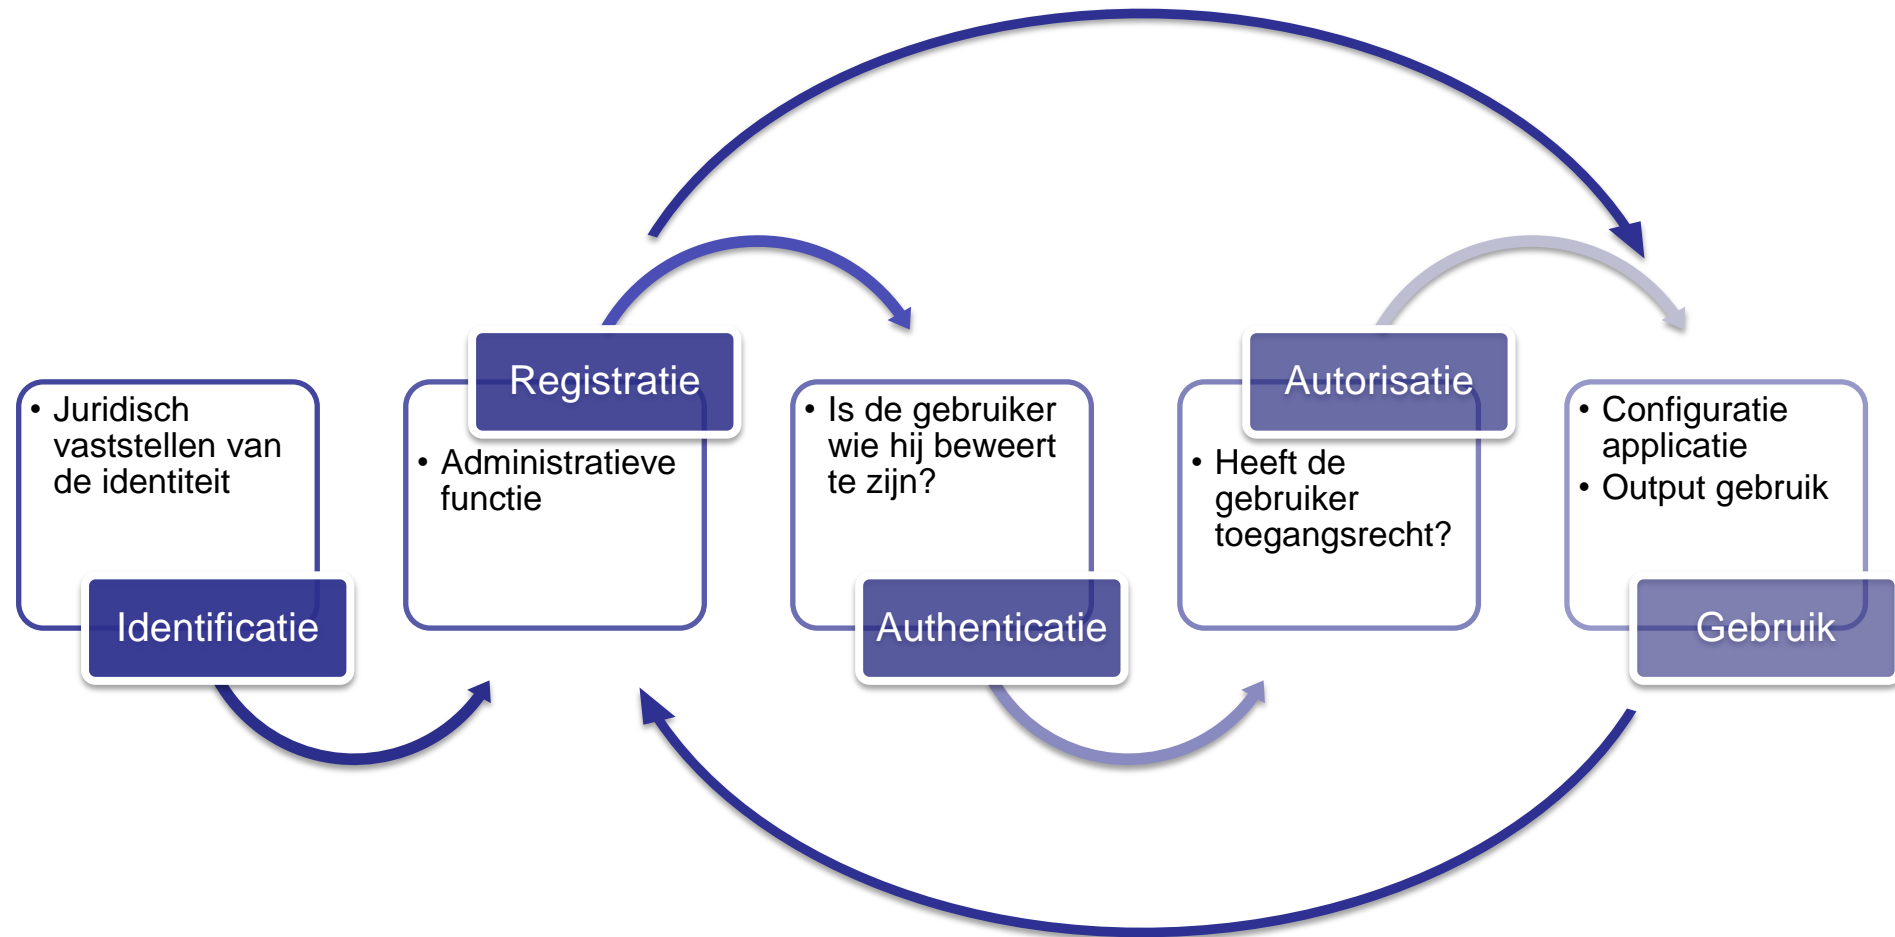 • Juridisch
vaststellen van
de identiteit
Identificatie
Registratie
• Administratieve
functie
• Is de gebruiker
wie hij beweert
te zijn?
Authenticatie
Autorisatie
• Heeft de
gebruiker
toegangsrecht?
• Configuratie
applicatie
• Output gebruik
Gebruik